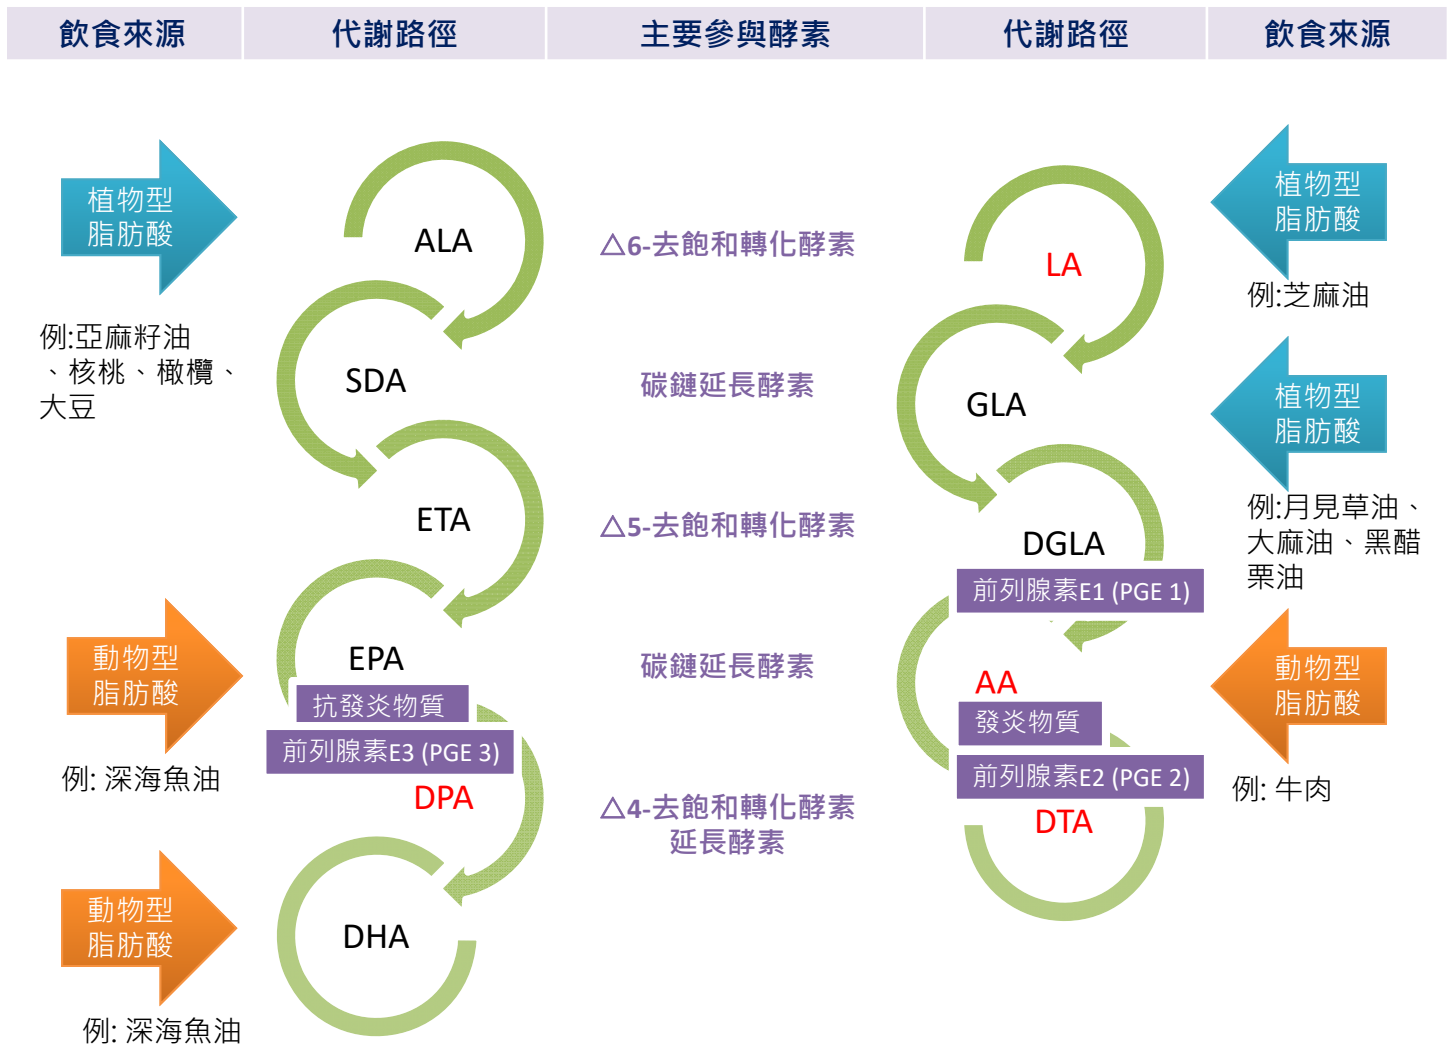 飲食來源
代謝路徑
主要參與酵素
代謝路徑
飲食來源
植物型
脂肪酸
例:亞麻籽油
、核桃、橄欖、
大豆
動物型
脂肪酸
例: 深海魚油
動物型
脂肪酸
例: 深海魚油
ALA
SDA
ETA
EPA
抗發炎物質
前列腺素E3 (PGE 3)
DPA
DHA
△6-去飽和轉化酵素
碳鏈延長酵素
△5-去飽和轉化酵素
碳鏈延長酵素
△4-去飽和轉化酵素
延長酵素
LA
GLA
DGLA
前列腺素E1 (PGE 1)
AA
發炎物質
前列腺素E2 (PGE 2)
DTA
植物型
脂肪酸
例:芝麻油
植物型
脂肪酸
例:月見草油、
大麻油、黑醋
栗油
動物型
脂肪酸
例: 牛肉